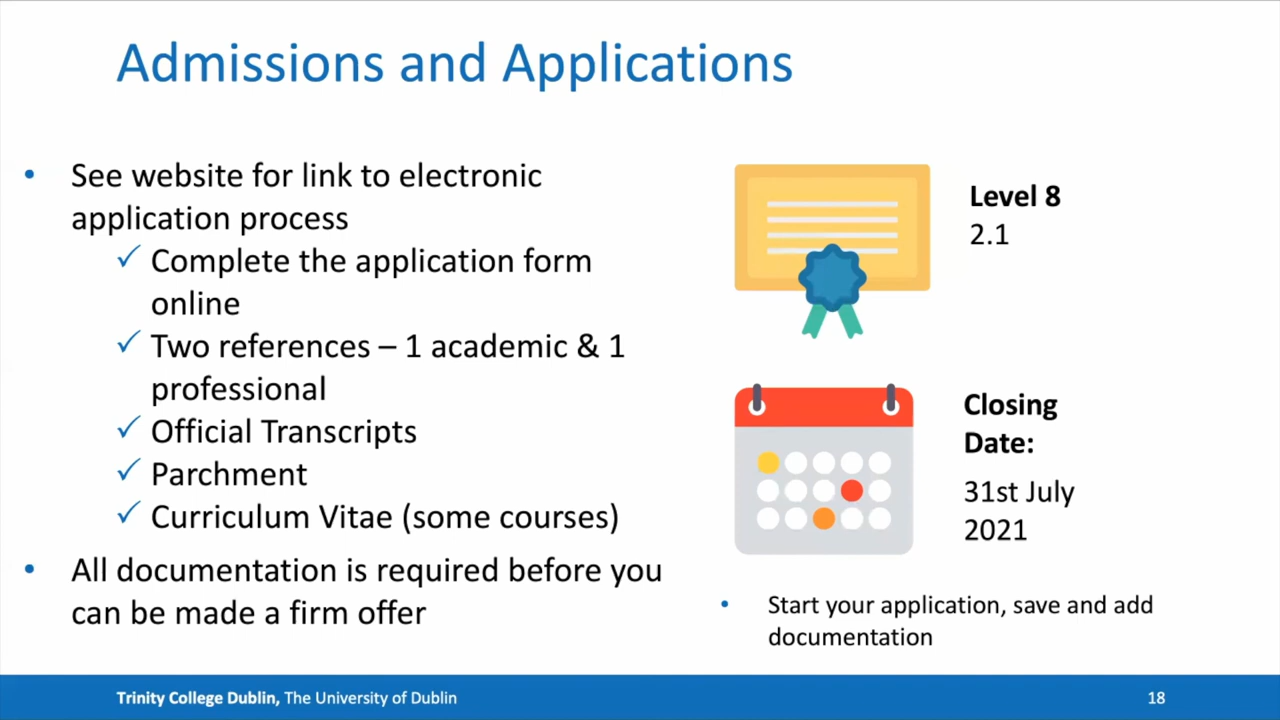 Admissions and Applications
• See website for link to electronic
application process
✓ Complete the application form
online
✓ Two references – 1 academic & 1
professional
✓ Official Transcripts
✓ Parchment
✓ Curriculum Vitae (some courses)
• All documentation is required before you
can be made a firm offer
Level 8
2.1
Closing
Date:
31st July
2021
• Start your application, save and add
documentation
Trinity College Dublin, The University of Dublin
18